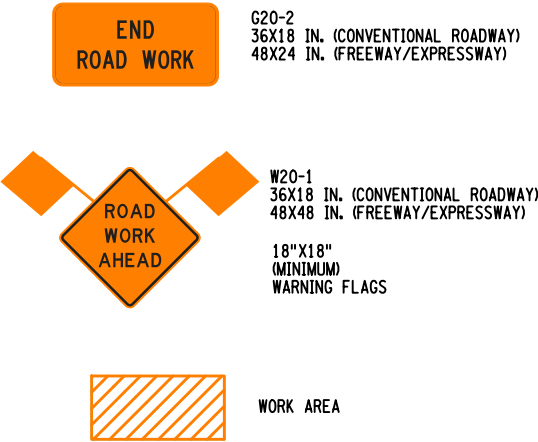 END
ROAD WORK
G20-2
36X18 IN. (CONVENTIONAL ROADWAY)
48X24 IN. (FREEWAY/EXPRESSWAY)
ROAD
WORK
AHEAD
W20-1
36X18 IN. (CONVENTIONAL ROADWAY)
48X48 IN. (FREEWAY/EXPRESSWAY)
18"X18"
(MINIMUM)
WARNING FLAGS
WORK AREA